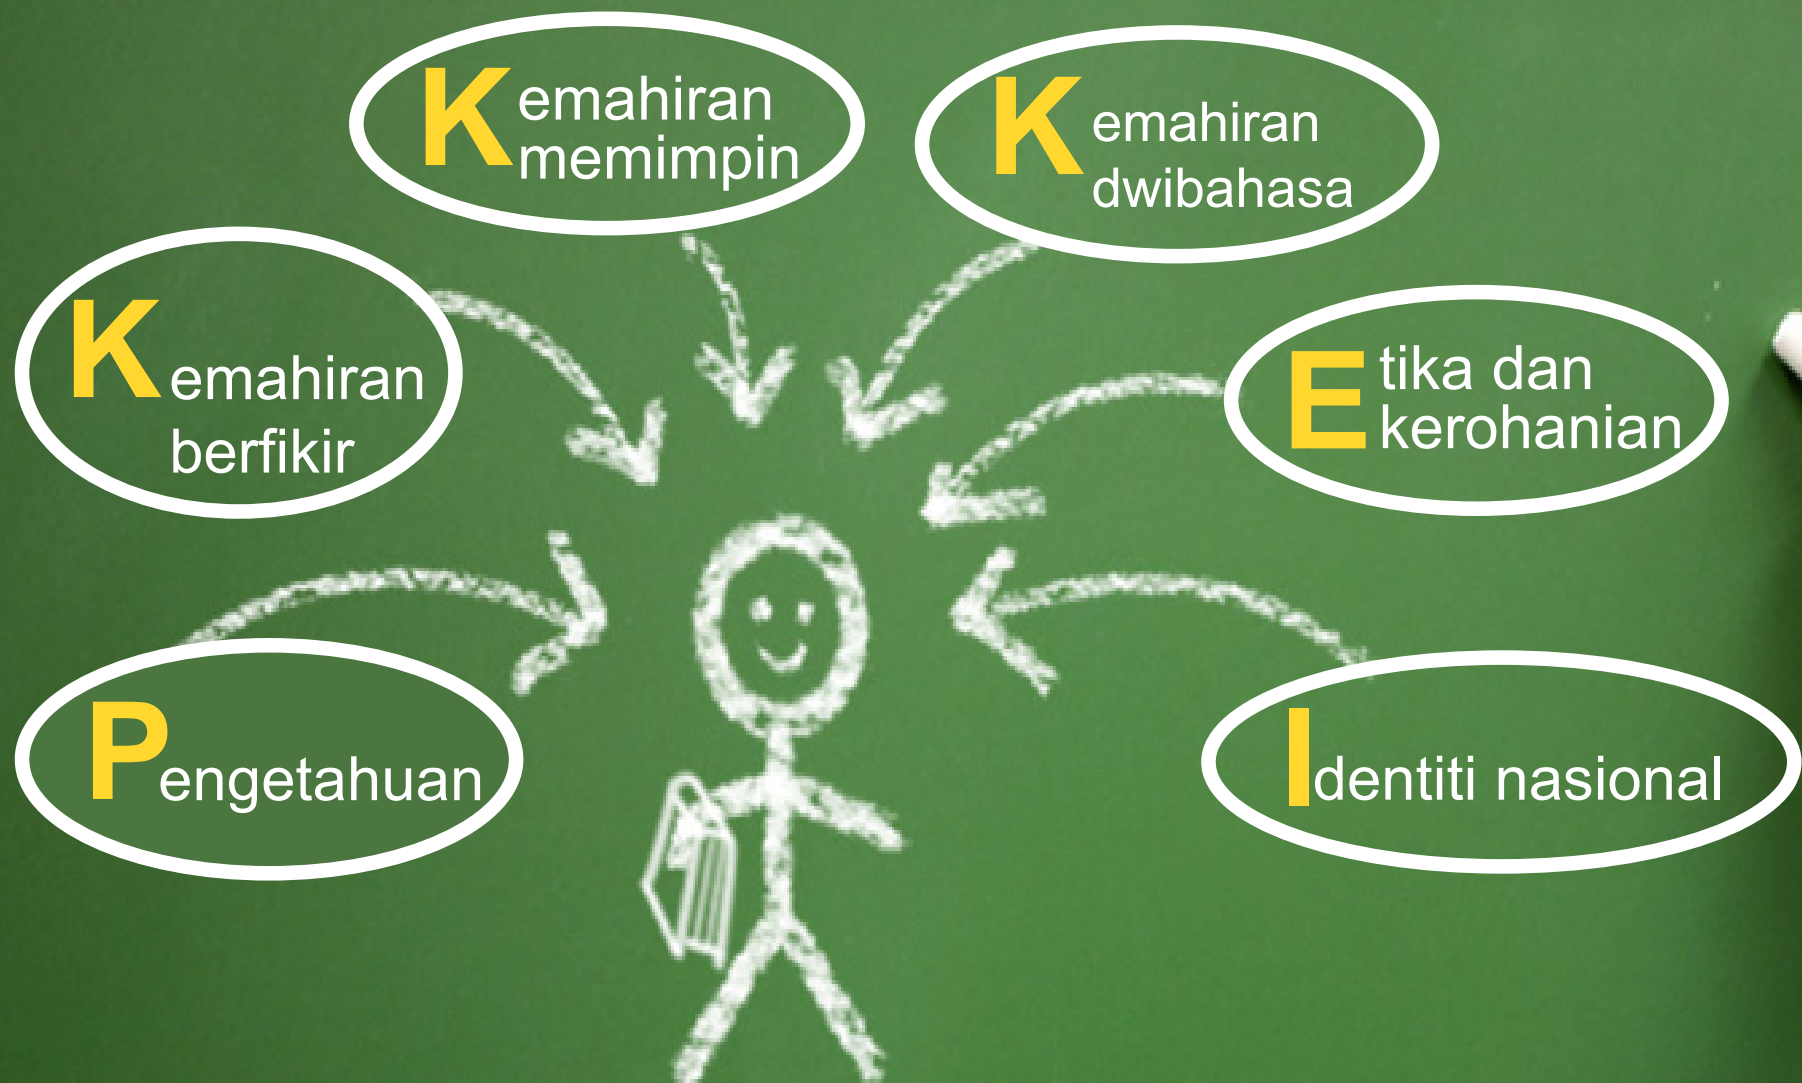 Kemahiran
memimpin
Kemahiran
dwibahasa
Kemahiran
berfikir
Etika dan
kerohanian
Pengetahuan
Identiti nasional